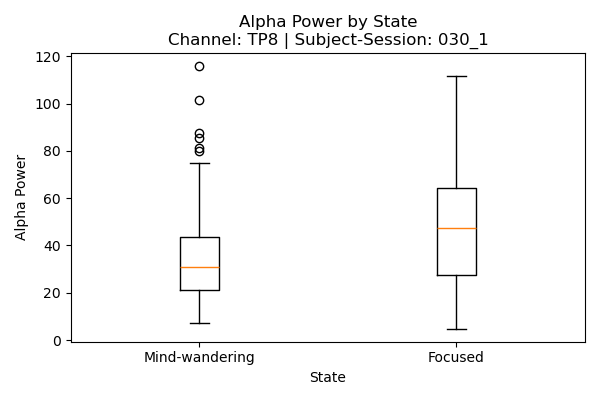 Alpha Power by State
Channel: TP8 | Subject-Session: 030_1
120
100
80
60
40
20
0
Alpha Power
Mind-wandering
Focused
State